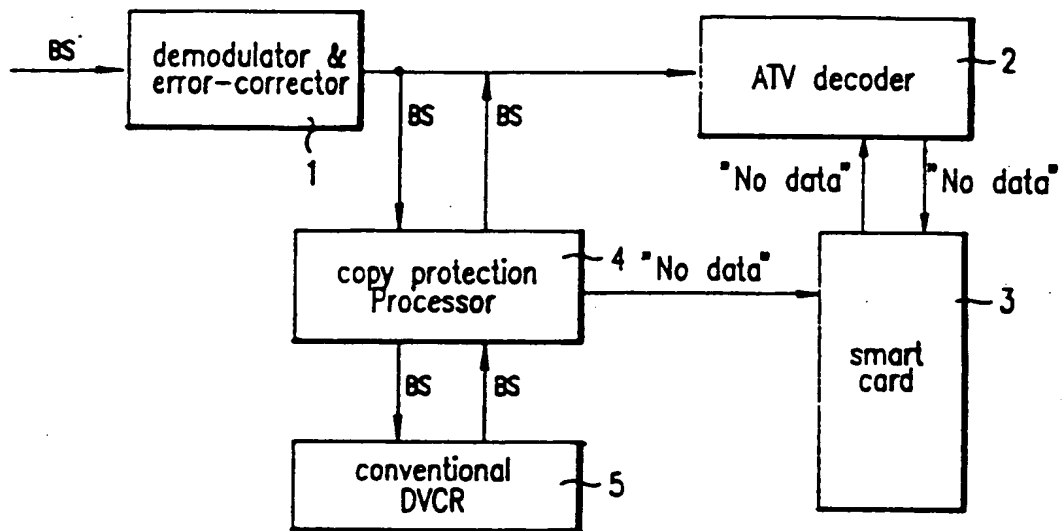 BS
demodulator &
error-corrector
1
ATV decoder
2
BS
BS
"No data"
"No data"
copy protection
Processor
4
"No data"
smart
card
3
BS
BS
conventional
DVCR
5